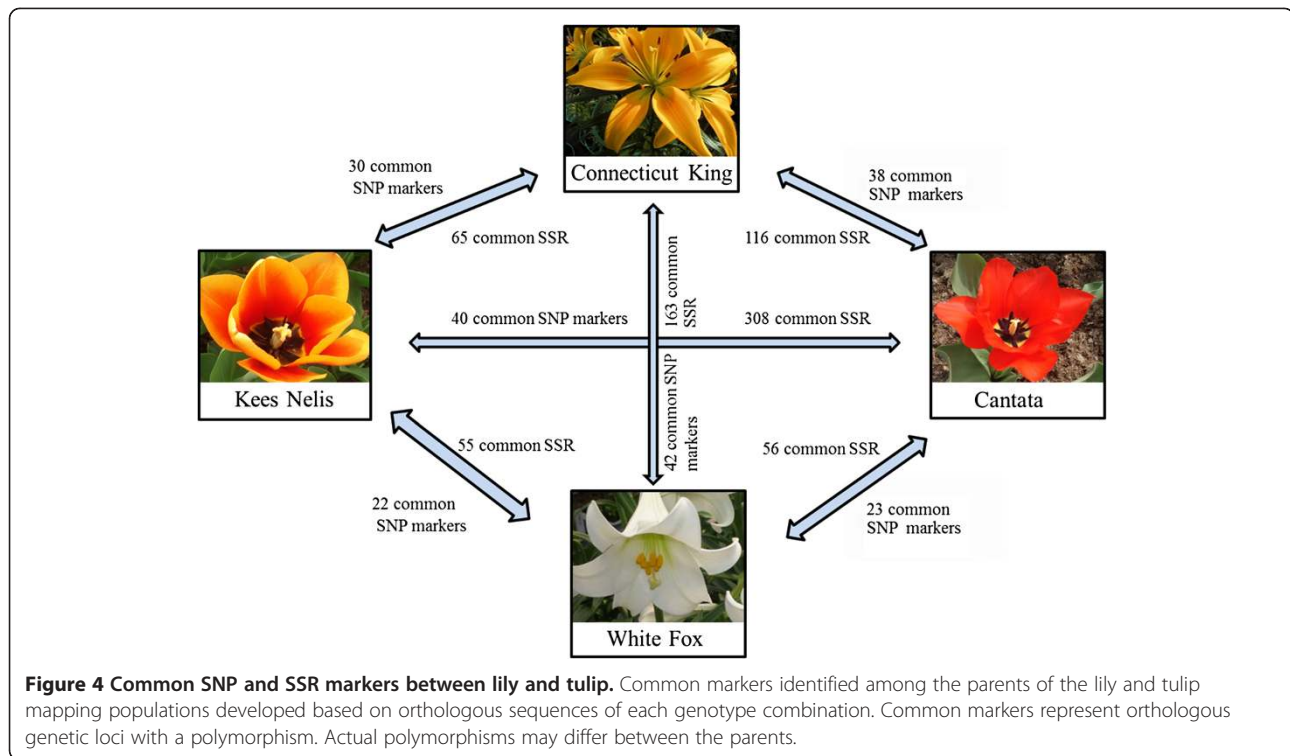 Connecticut King
30 common
SNP markers
38 common
SNP markers
65 common SSR
116 common SSR
163 common
SSR
40 common SNP markers
308 common SSR
Kees Nelis
Cantata
42 common SNP
markers
55 common SSR
56 common SSR
22 common
SNP markers
23 common
SNP markers
White Fox
Figure 4 Common SNP and SSR markers between lily and tulip. Common markers identified among the parents of the lily and tulip
mapping populations developed based on orthologous sequences of each genotype combination. Common markers represent orthologous
genetic loci with a polymorphism. Actual polymorphisms may differ between the parents.